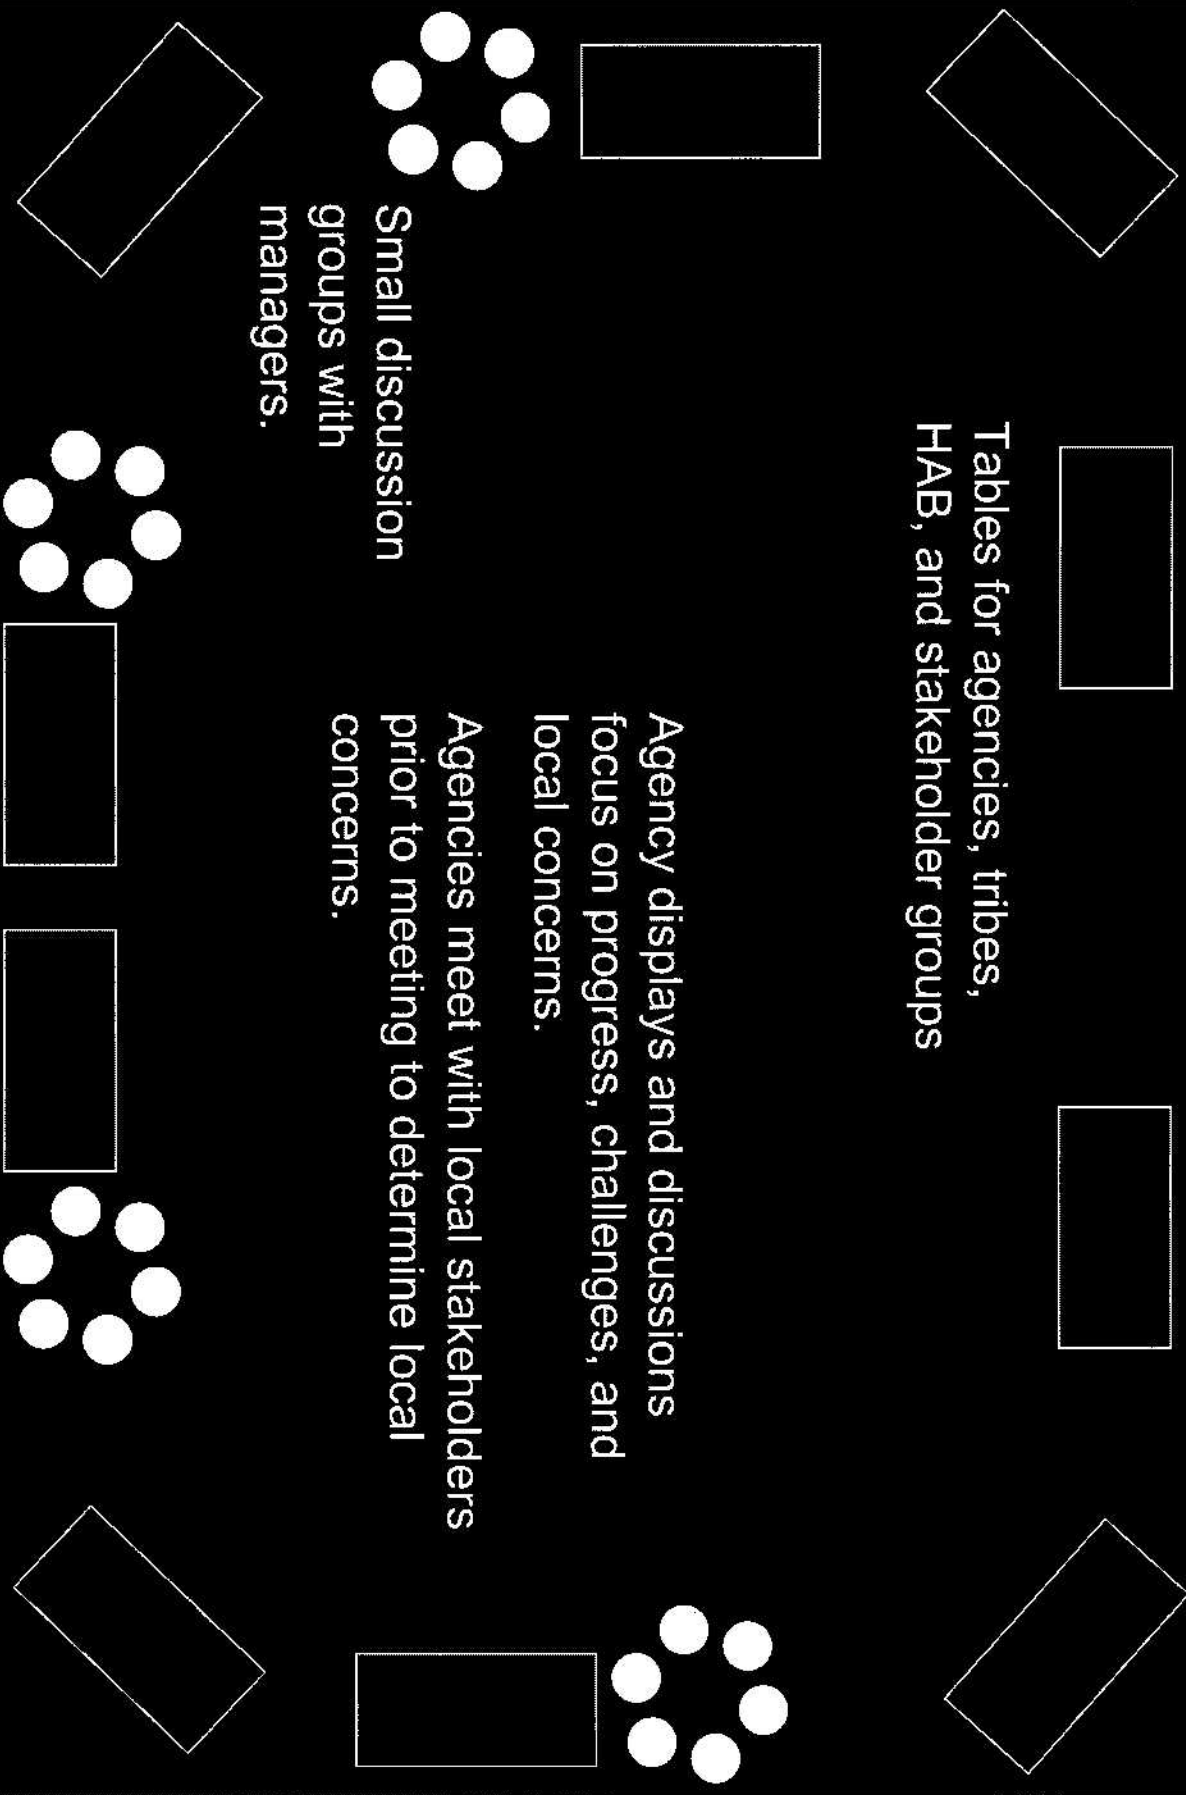 Tables for agencies, tribes,
HAB, and stakeholder groups
Agency displays and discussions
focus on progress, challenges, and
local concerns.
Agencies meet with local stakeholders
prior to meeting to determine local
concerns.
Small discussion
groups with
managers.